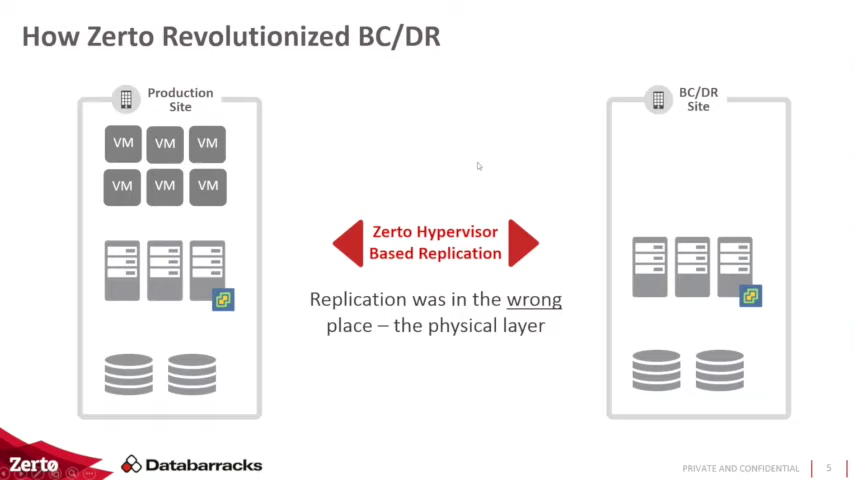 How Zerto Revolutionized BC/DR
Production
Site
BC/DR
Site
VM VM VM
VM VM VM
Zerto Hypervisor
Based Replication
Replication was in the wrong
place – the physical layer
Zerto
Databarracks
PRIVATE AND CONFIDENTIAL
5